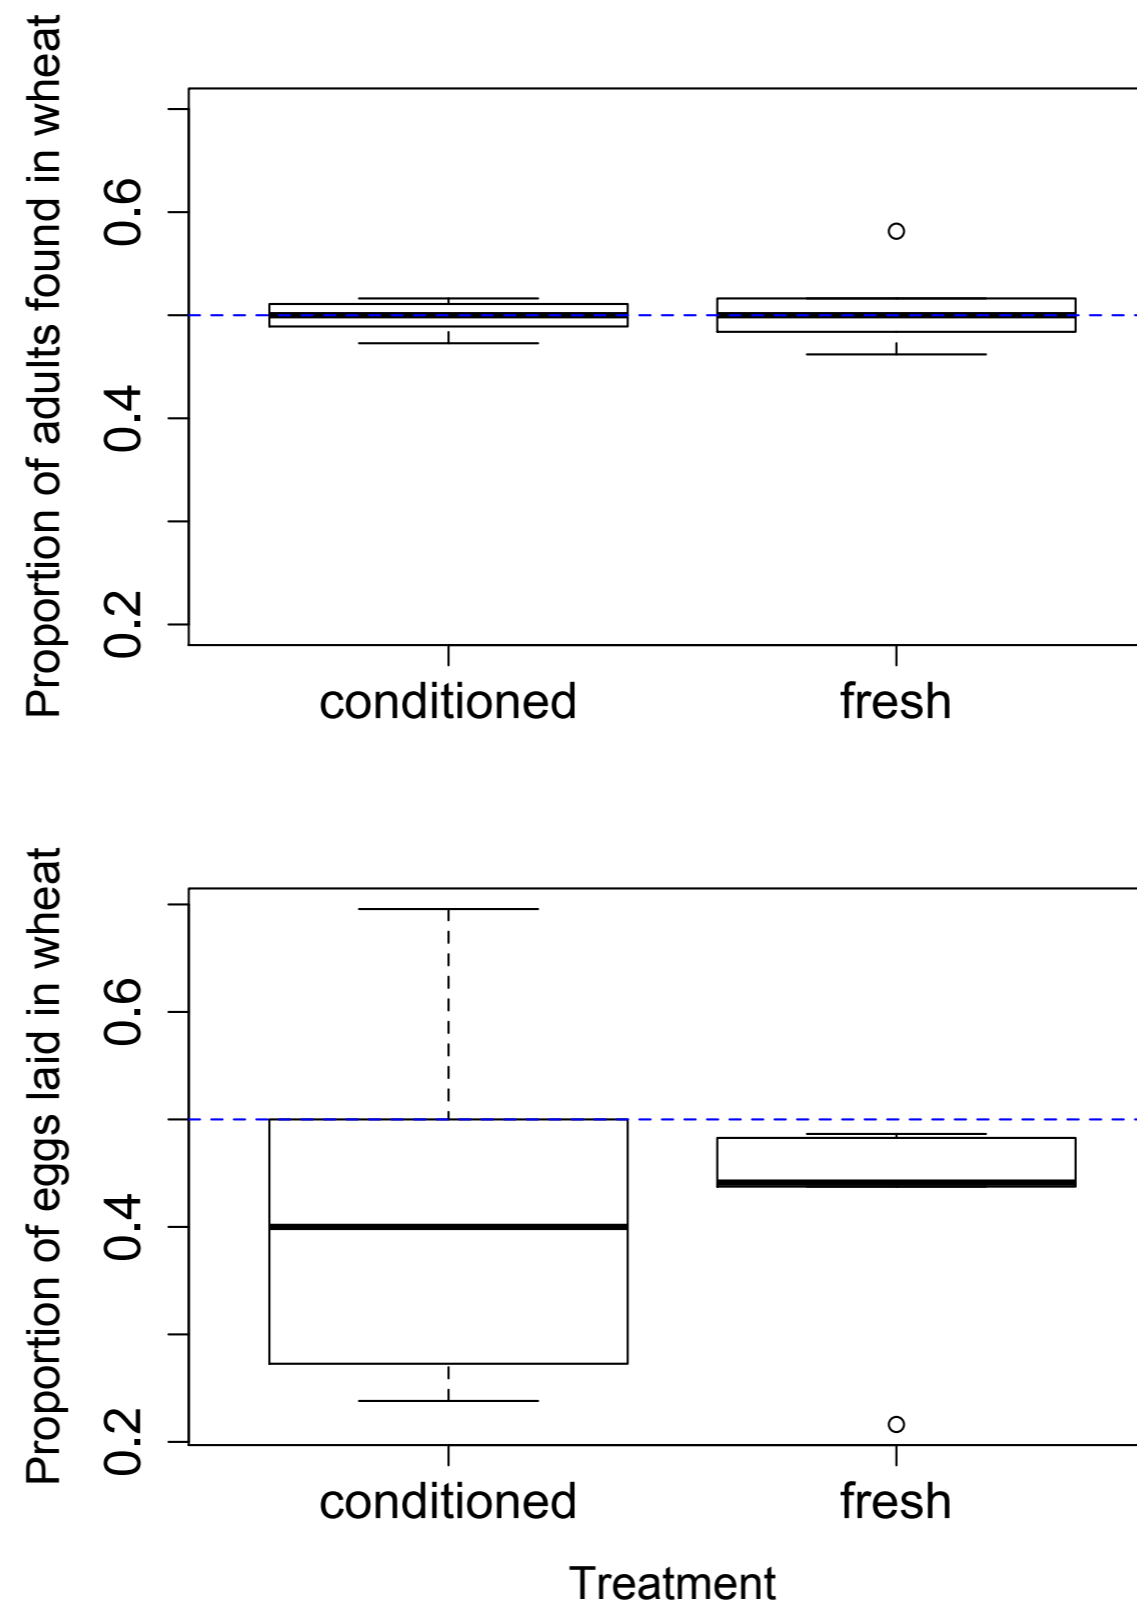 Proportion of adults found in wheat
0.6
0.4
0.2
conditioned fresh
Proportion of eggs laid in wheat
0.6
0.4
0.2
conditioned fresh
Treatment